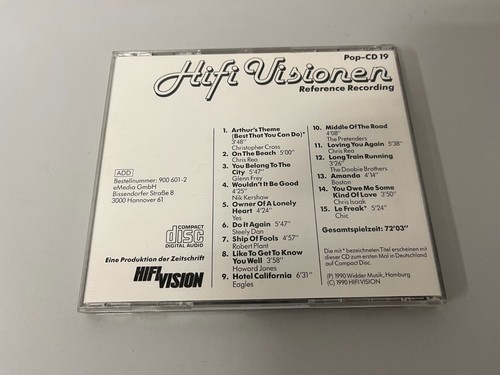 Pop-CD 19
Hifi Visionen
Reference Recording
ADD
Bestellnummer: 900 601-2
eMedia GmbH
Bissendorfer Straße 8
3000 Hannover 61
COMPACT
disc
DIGITAL AUDIO
Eine Produktion der Zeitschrift
HIFI VISION
1. Arthur's Theme
(Best That You Can Do)*
3'48"
Christopher Cross
2. On The Beach 5'00"
Chris Rea
3. You Belong To The
City 5'47"
Glenn Frey
4. Wouldn't It Be Good
4'25"
Nik Kershaw
5. Owner Of A Lonely
Heart 4'24"
Yes
6. Do It Again 5'47"
Steely Dan
7. Ship Of Fools 4'57"
Robert Plant
8. Like To Get To Know
You Well 3'58"
Howard Jones
9. Hotel California 6'31"
Eagles
10. Middle Of The Road
4'08"
The Pretenders
11. Loving You Again 5'38"
Chris Rea
12. Long Train Running
3'26"
The Doobie Brothers
13. Amanda 4'14"
Boston
14. You Owe Me Some
Kind Of Love 3'50"
Chris Isaak
15. Le Freak* 5'24"
Chic
Gesamtspielzeit: 72'03"
Die mit * bezeichneten Titel erscheinen mit
dieser CD zum ersten Mal in Deutschland
auf Compact Disc.
(P) 1990 Widder Musik, Hamburg
(C) 1990 HIFI VISION